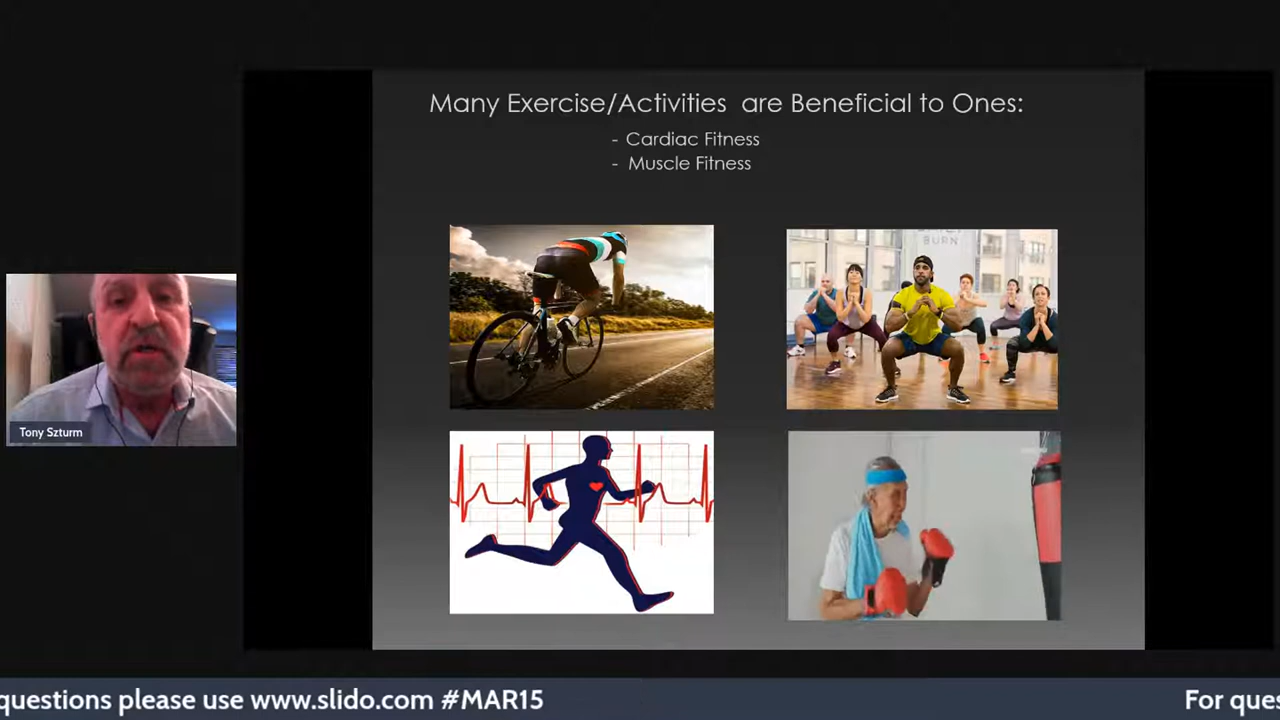 Many Exercise/Activities are Beneficial to Ones:
- Cardiac Fitness
- Muscle Fitness
BURN
Tony Szturm
questions please use www.slido.com #MAR15
For ques